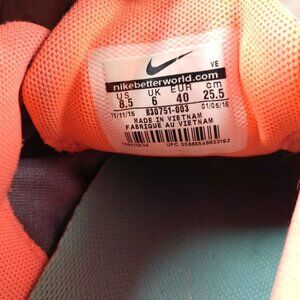 VE
nikebetterworld.com
US UK EUR cm
8.5 6 40 25.5
11/11/15 830751-003 01/05/16
MADE IN VIETNAM
FABRIQUE AU VIETNAM